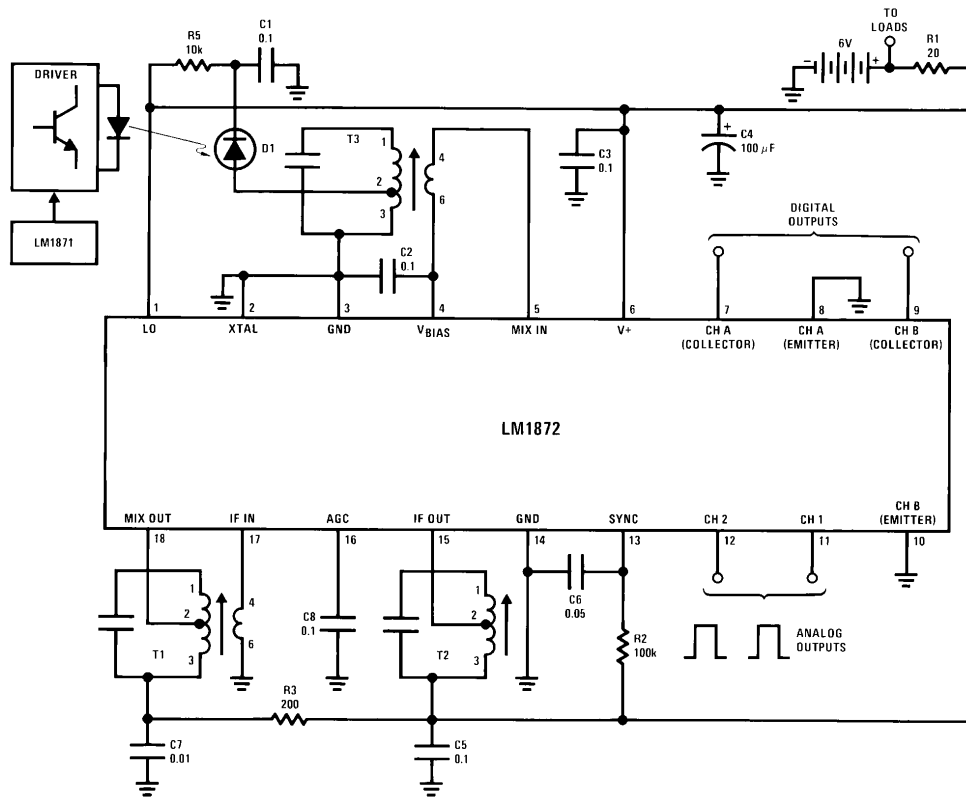 TO
LOADS
C1
0.1
R5
10k
6V
R1
20
- +
DRIVER
+
C4
100 μF
D1
T3
1
2
3
4
6
C3
0.1
DIGITAL
OUTPUTS
LM1871
C2
0.1
1
2
3
4
5
6
7
8
9
LO
XTAL
GND
VBIAS
MIX IN
V+
CH A
(COLLECTOR)
CH A
(EMITTER)
CH B
(COLLECTOR)
LM1872
MIX OUT
IF IN
AGC
IF OUT
GND
SYNC
CH 2
CH 1
CH B
(EMITTER)
18
17
16
15
14
13
12
11
10
1
2
3
4
6
T1
C8
0.1
1
2
3
T2
C6
0.05
R2
100k
ANALOG
OUTPUTS
R3
200
C7
0.01
C5
0.1